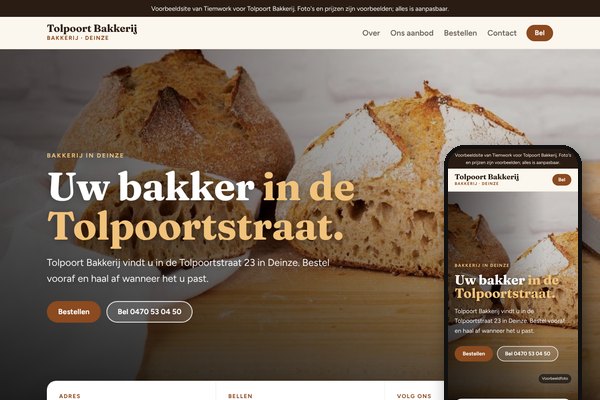 Voorbeeldsite van Tiemwork voor Tolpoort Bakkerij. Foto's en prijzen zijn voorbeelden; alles is aanpasbaar.
Tolpoort Bakkerij
BAKKERIJ · DEINZE
Over
Ons aanbod
Bestellen
Contact
Bel
BAKKERIJ IN DEINZE
Uw bakker in de
Tolpoortstraat.
Tolpoort Bakkerij vindt u in de Tolpoortstraat 23 in Deinze. Bestel
vooraf en haal af wanneer het u past.
Bestellen
Bel 0470 53 04 50
ADRES
BELLEN
VOLG ONS
Voorbeeldsite van Tiemwork voor Tolpoort Bakkerij. Foto's
en prijzen zijn voorbeelden; alles is aanpasbaar.
Tolpoort Bakkerij
BAKKERIJ · DEINZE
Bel
BAKKERIJ IN DEINZE
Uw bakker in de
Tolpoortstraat.
Tolpoort Bakkerij vindt u in de
Tolpoortstraat 23 in Deinze. Bestel
vooraf en haal af wanneer het u past.
Bestellen
Bel 0470 53 04 50
Voorbeeldfoto